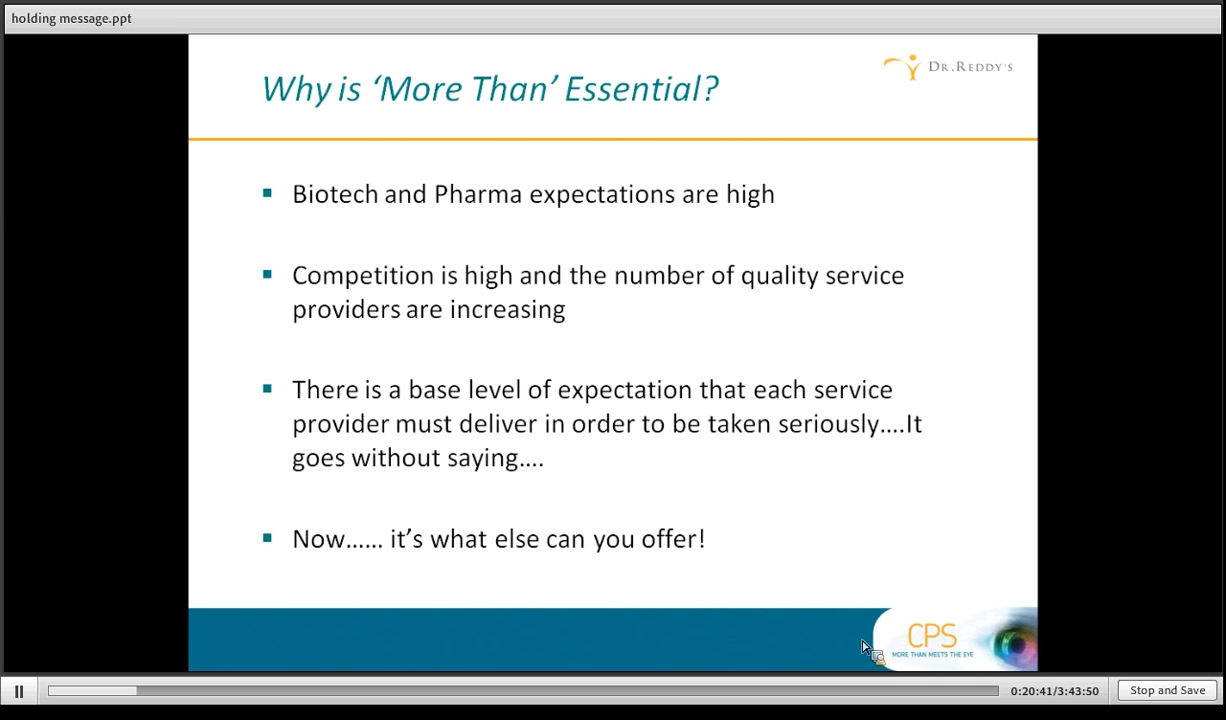 holding message.ppt
Why is ‘More Than’ Essential?
DR.REDDY'S
Biotech and Pharma expectations are high
Competition is high and the number of quality service
providers are increasing
There is a base level of expectation that each service
provider must deliver in order to be taken seriously....It
goes without saying....
Now...... it’s what else can you offer!
CPS
MORE THAN MEETS THE EYE
0:20:41/3:43:50
Stop and Save